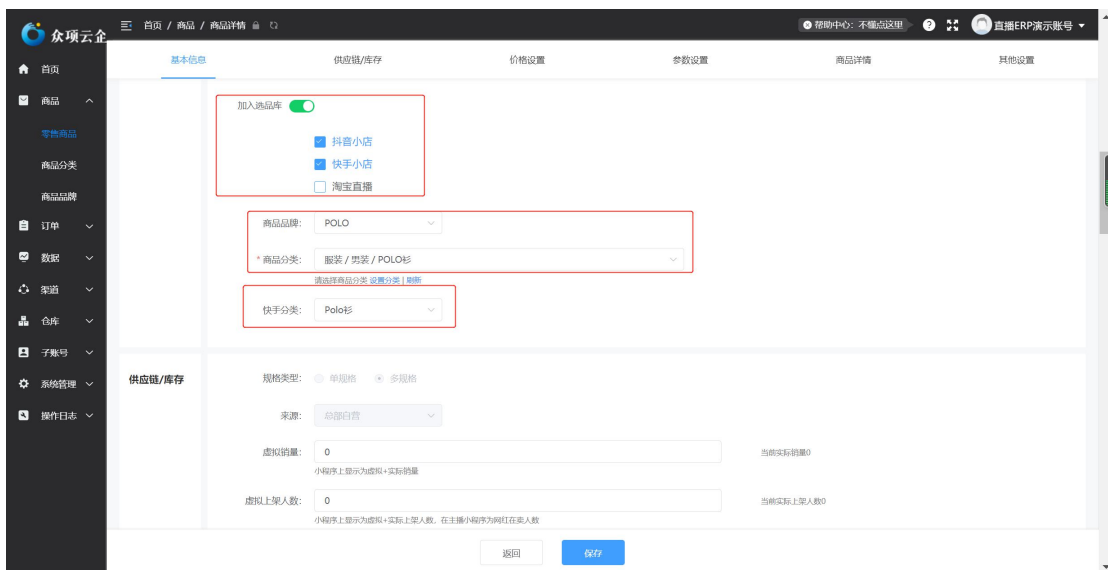 众项云企
首页 / 商品 / 商品详情
帮助中心：不懂点这里
直播ERP演示账号
首页
商品
零售商品
商品分类
商品品牌
订单
数据
渠道
仓库
子账号
系统管理
操作日志
基本信息
供应链/库存
价格设置
参数设置
商品详情
其他设置
加入选品库
抖音小店
快手小店
淘宝直播
商品品牌: POLO
* 商品分类: 服装 / 男装 / POLO衫
请选择商品分类 设置分类 | 刷新
快手分类: Polo衫
供应链/库存
规格类型: 单规格 多规格
来源: 总部自营
虚拟销量: 0
当前实际销量0
小程序上显示为虚拟+实际销量
虚拟上架人数: 0
当前实际上架人数0
小程序上显示为虚拟+实际上架人数，在主播小程序为网红在卖人数
返回
保存